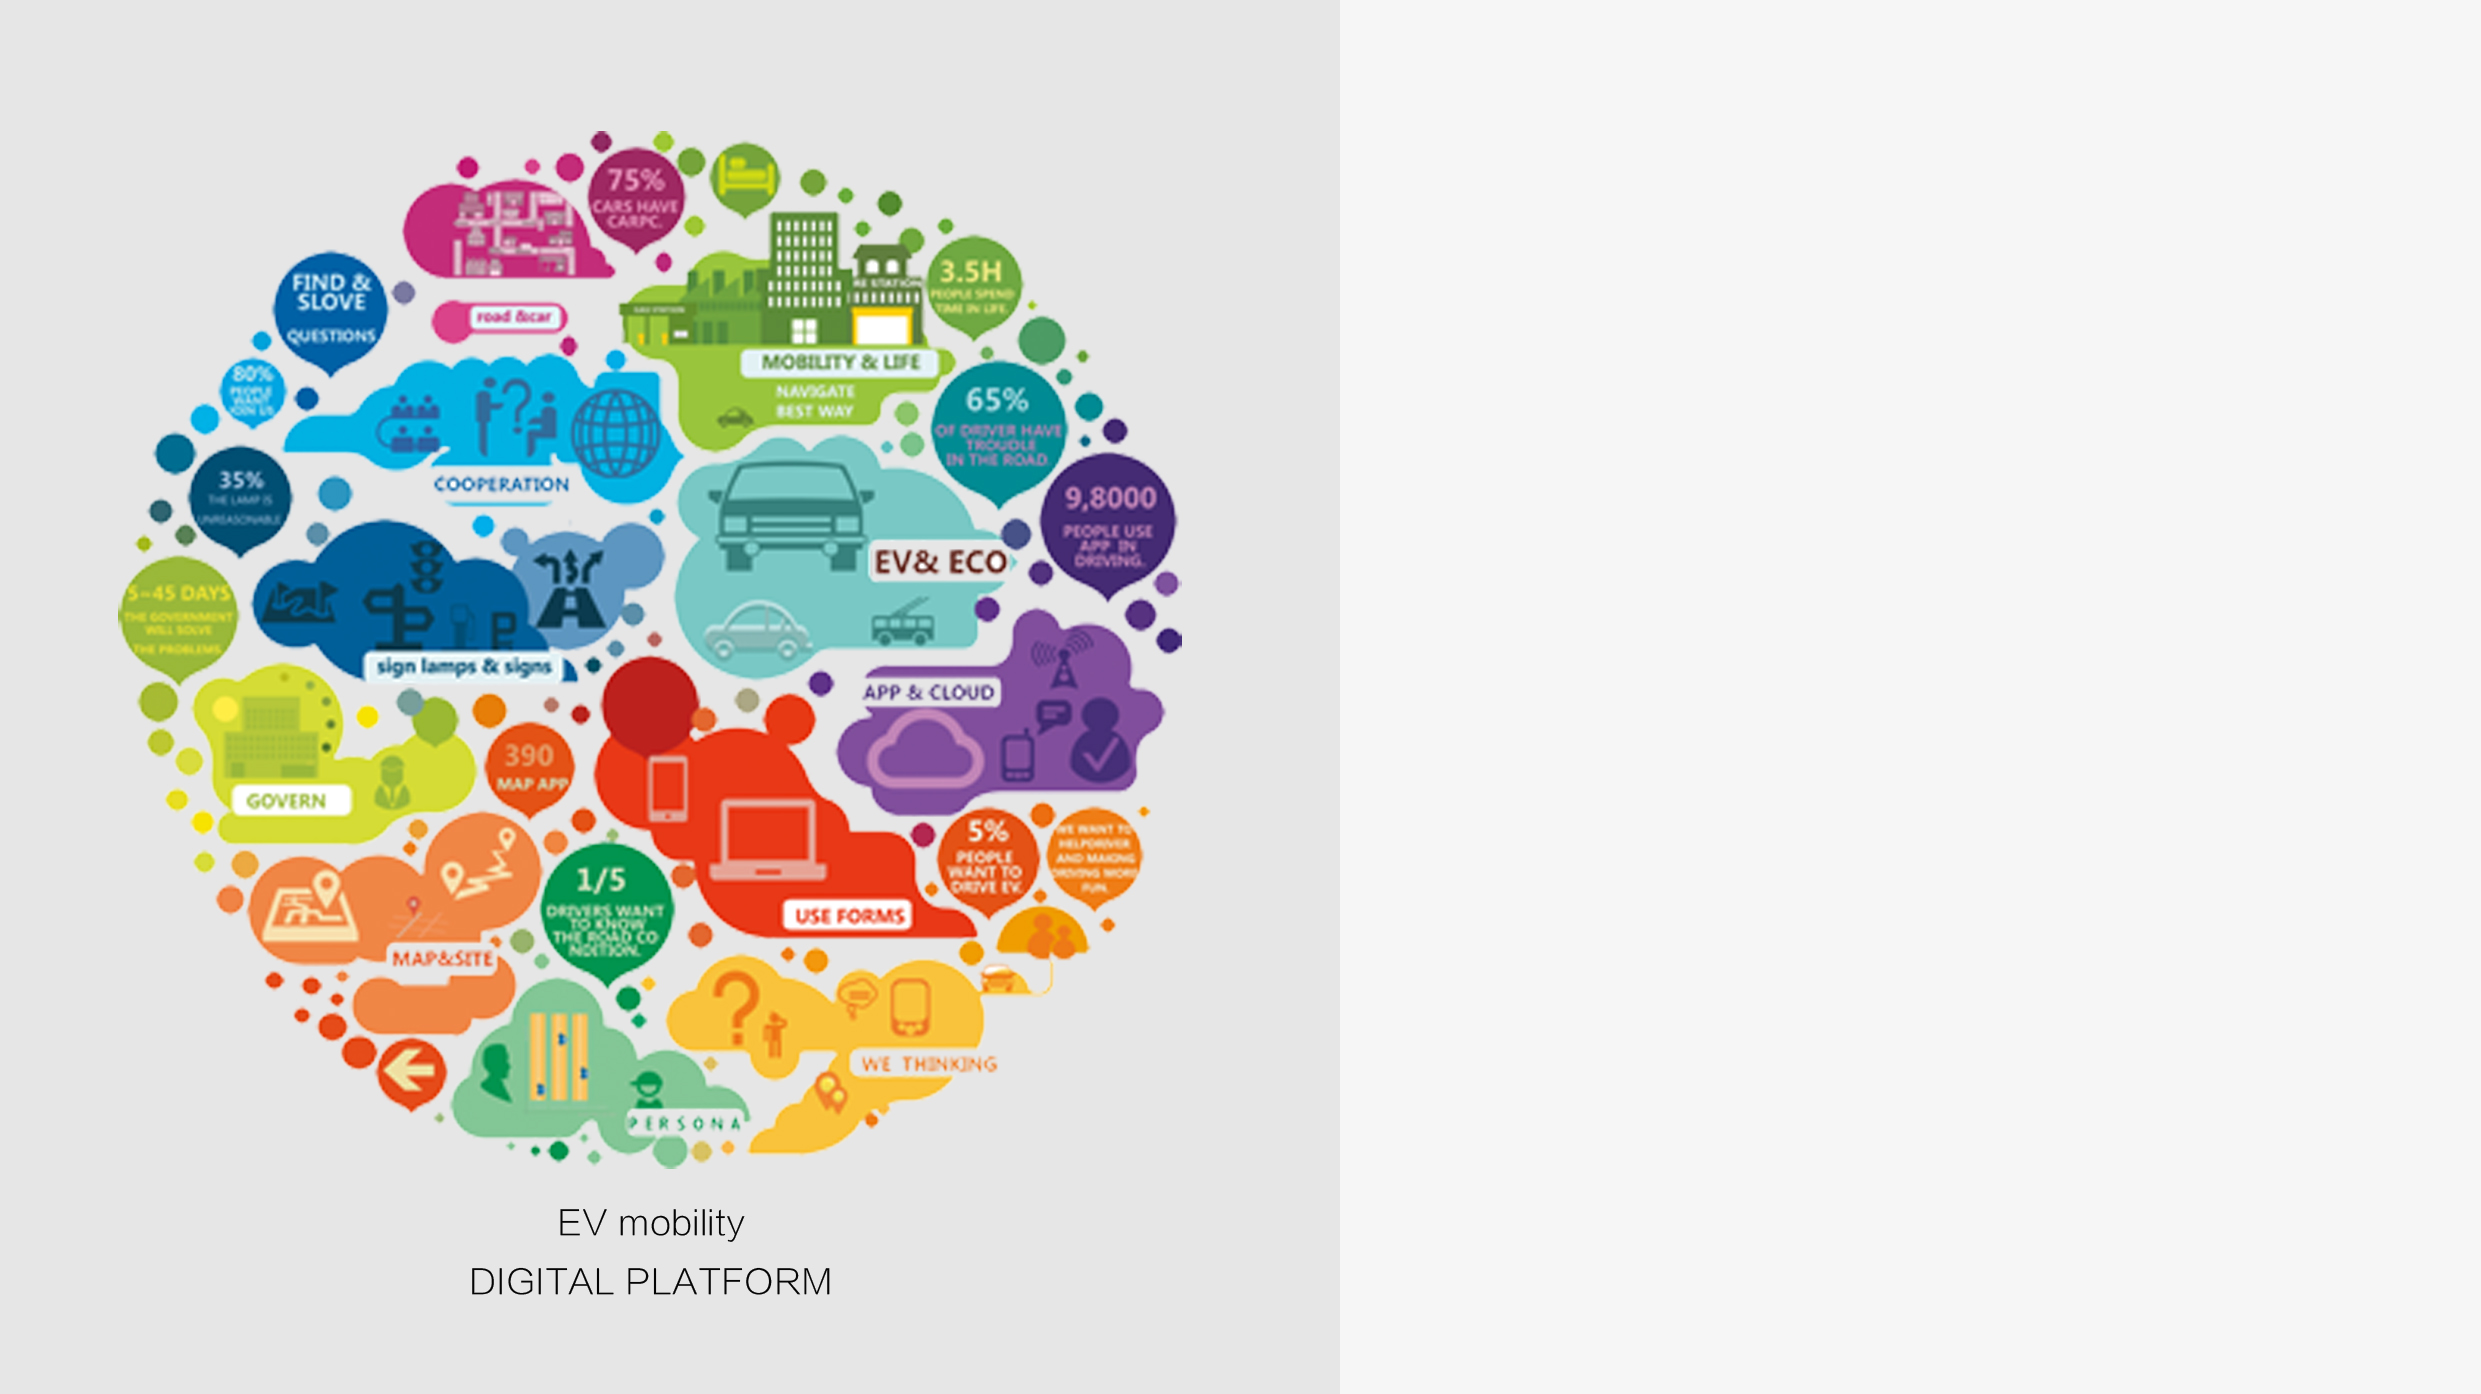 75%
CARS HAVE
CARPC.
FIND &
SLOVE
QUESTIONS
3.5H
PEOPLE SPEND
TIME IN LIFE.
RE STATION
GAS STATION
road &car
MOBILITY & LIFE
NAVIGATE
BEST WAY
80%
PEOPLE
WANT
JOIN US
65%
OF DRIVER HAVE
TROUDLE
IN THE ROAD.
COOPERATION
35%
THE LAMP IS
UNREASONABLE
9,8000
PEOPLE USE
APP IN
DRIVING.
EV& ECO
5~45 DAYS
THE GOVERNMENT
WILL SOLVE
THE PROBLEMS.
sign lamps & signs
APP & CLOUD
390
MAP APP
GOVERN
5%
PEOPLE
WANT TO
DRIVE EV.
WE WANT TO
HELPDRIVER
AND MAKING
DRIVING MORE
FUN.
1/5
DRIVERS WANT
TO KNOW
THE ROAD CO
NDITION.
USE FORMS
MAP&SITE
WE THINKING
PERSONA
EV mobility
DIGITAL PLATFORM